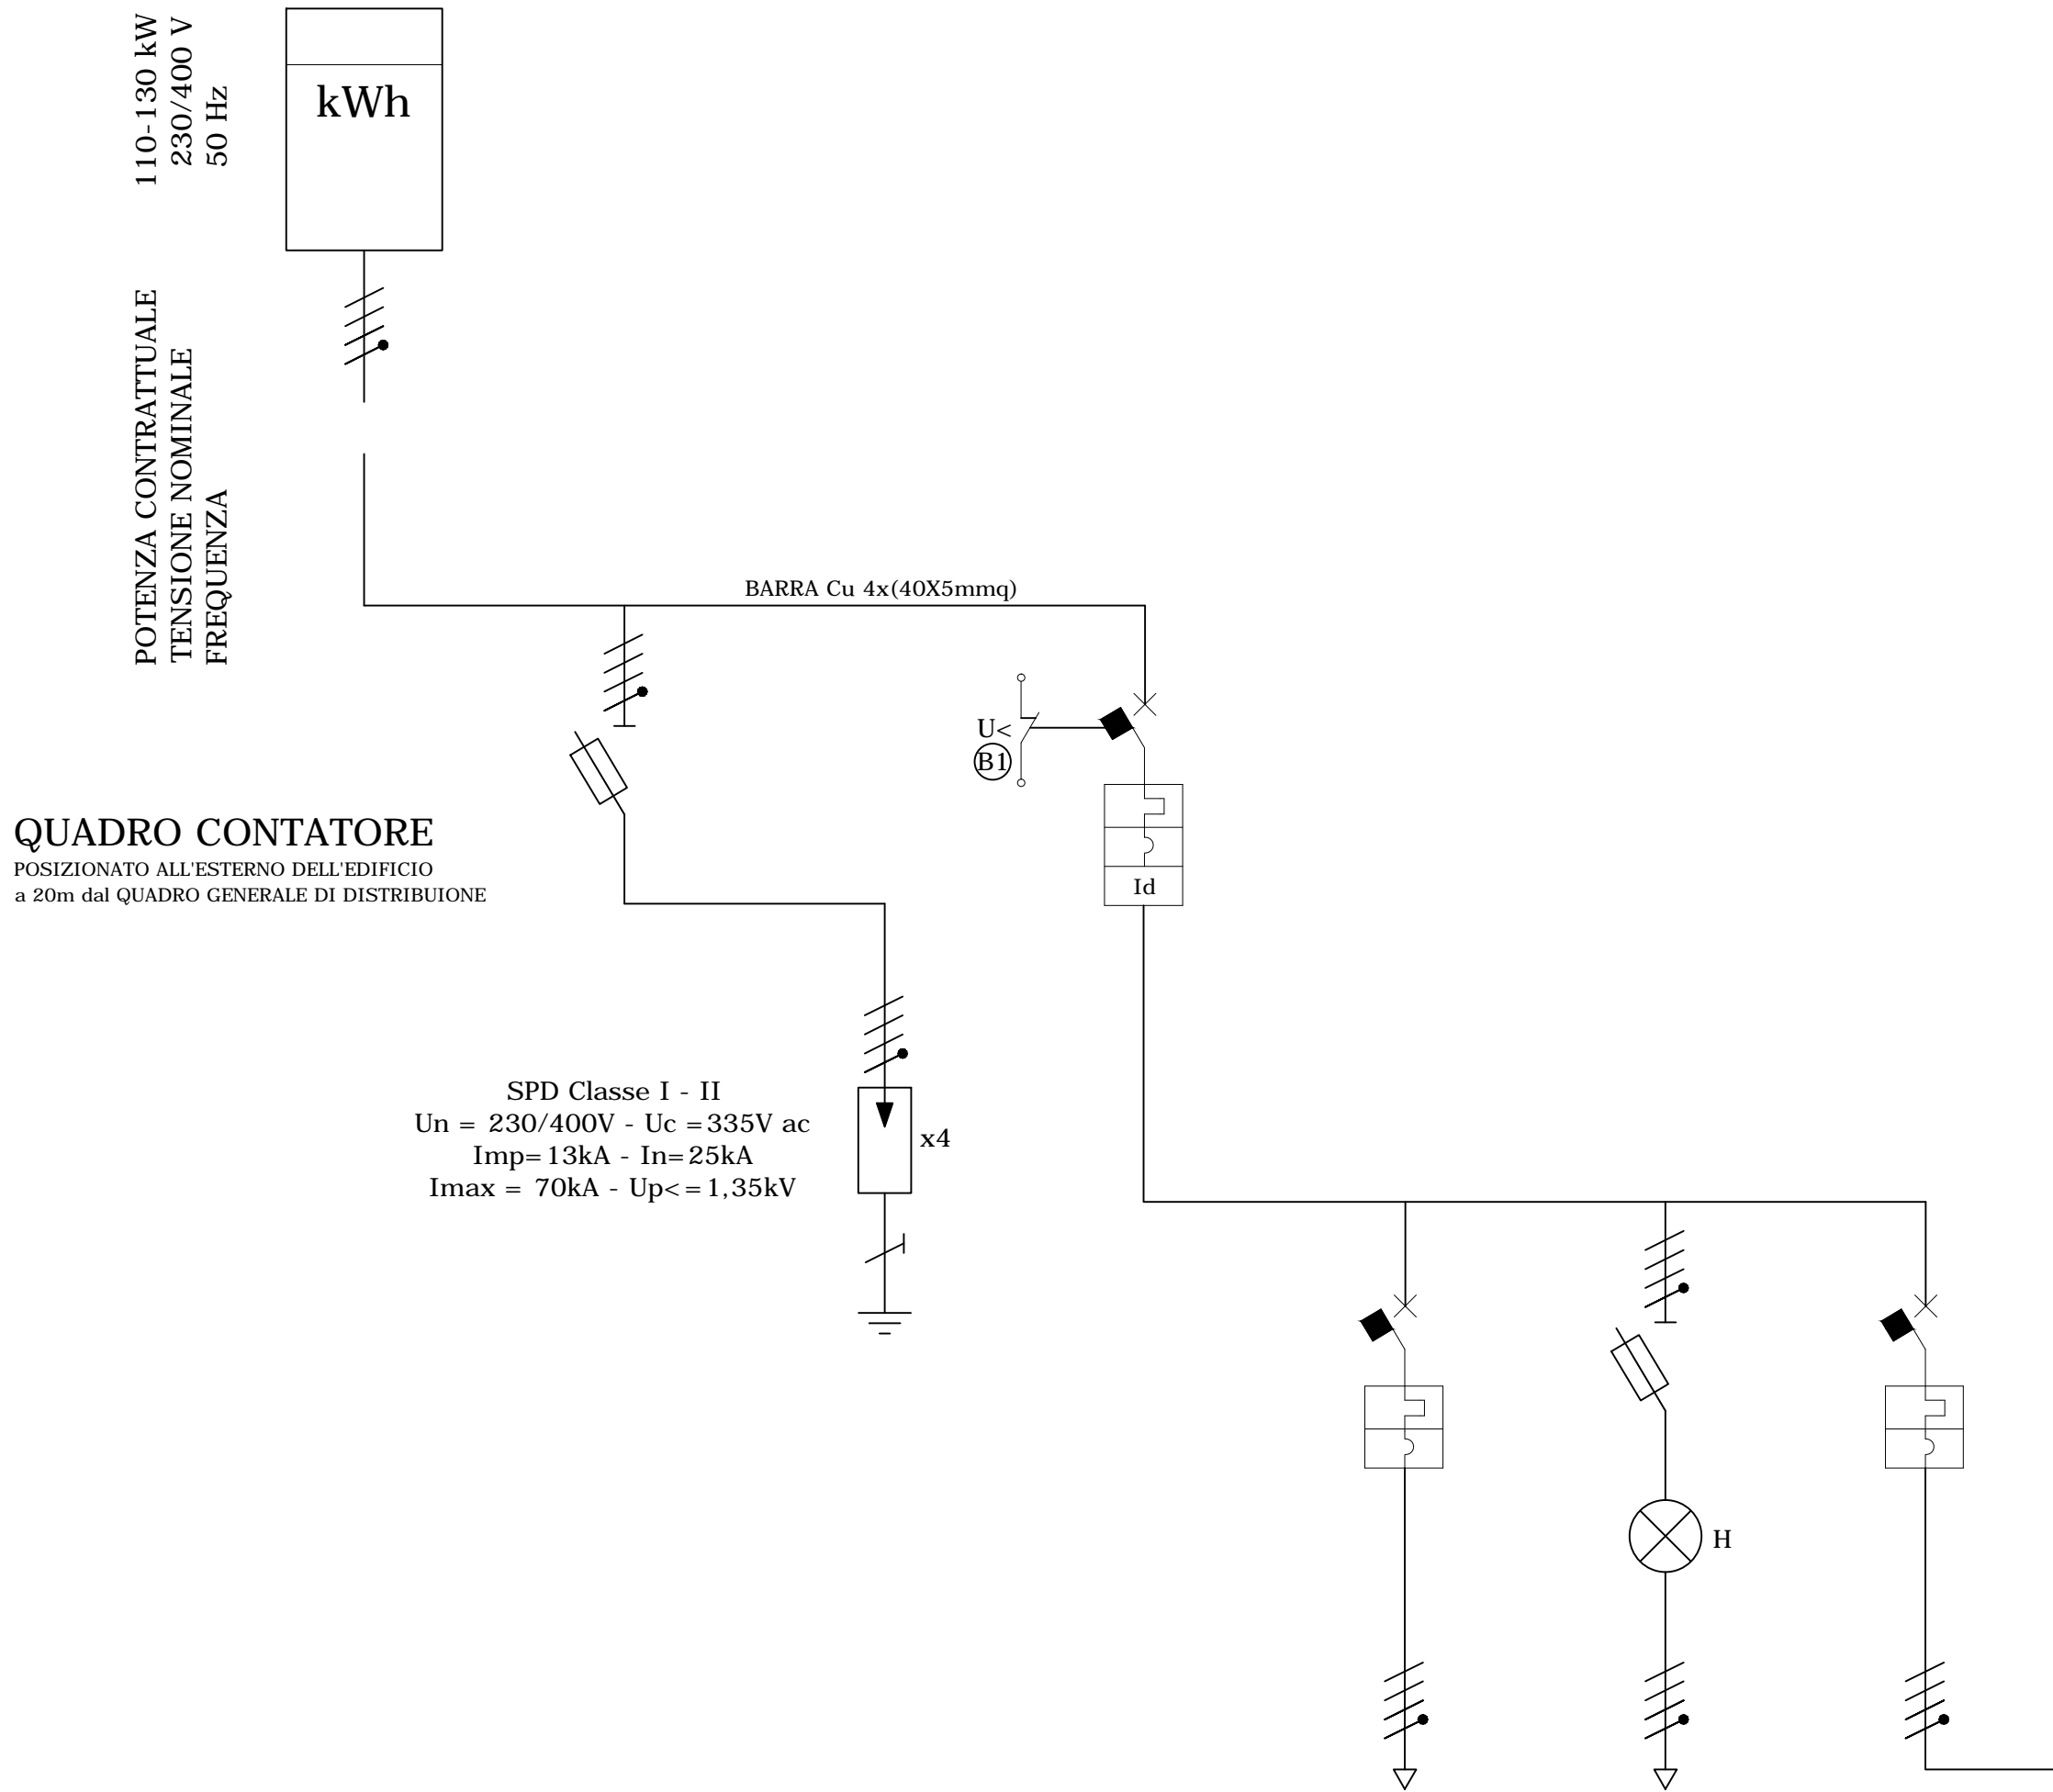 110-130 kW
230/400 V
50 Hz
kWh
POTENZA CONTRATTUALE
TENSIONE NOMINALE
FREQUENZA
BARRA Cu 4x(40X5mmq)
U<
B1
QUADRO CONTATORE
POSIZIONATO ALL'ESTERNO DELL'EDIFICIO
a 20m dal QUADRO GENERALE DI DISTRIBUIONE
Id
SPD Classe I - II
Un = 230/400V - Uc =335V ac
Imp=13kA - In=25kA
Imax = 70kA - Up<=1,35kV
x4
H